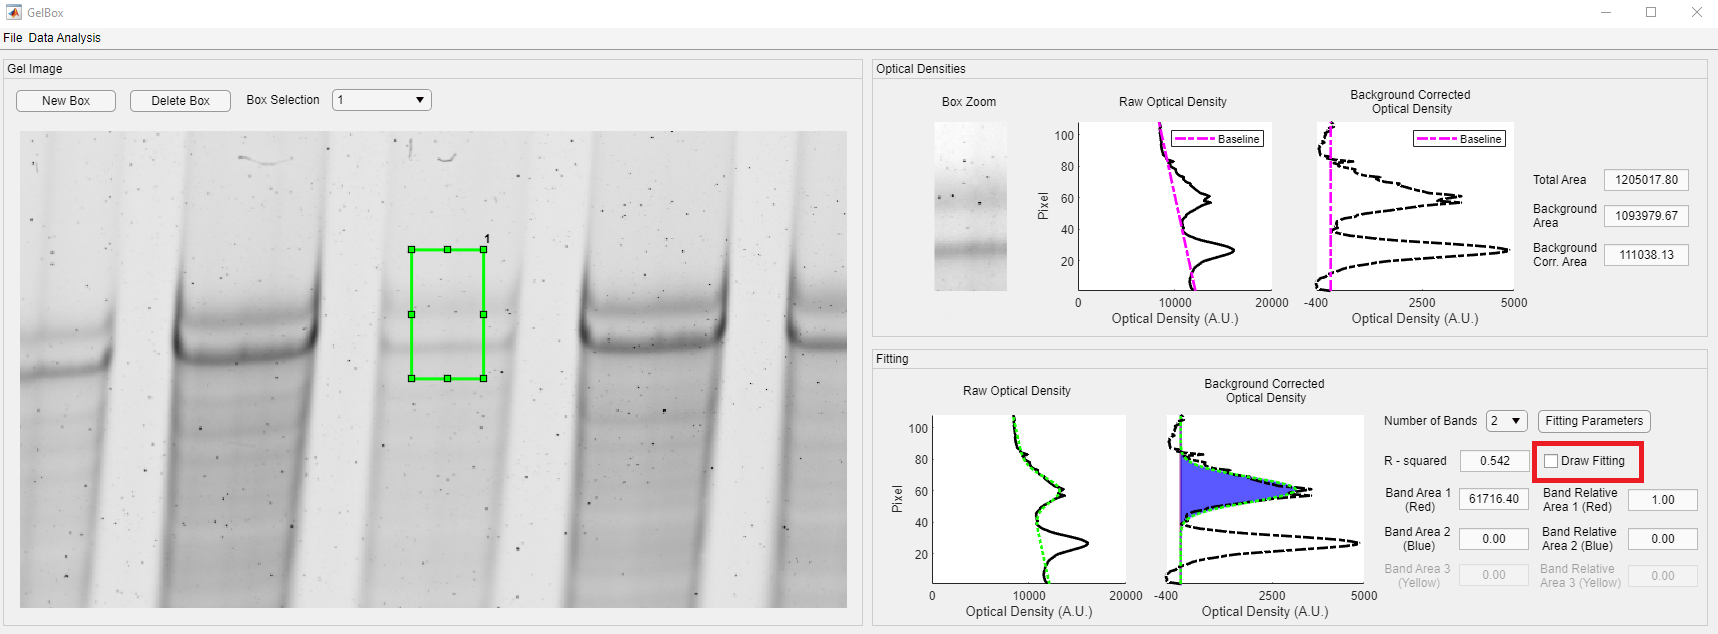 GelBox
File Data Analysis
Gel Image
New Box
Delete Box
Box Selection
1
1
Optical Densities
Box Zoom
Raw Optical Density
Baseline
100
80
60
40
20
Pixel
0
10000
20000
Optical Density (A.U.)
Background Corrected
Optical Density
Baseline
-400
2500
5000
Optical Density (A.U.)
Total Area
1205017.80
Background
Area
1093979.67
Background
Corr. Area
111038.13
Fitting
Raw Optical Density
100
80
60
40
20
Pixel
0
10000
20000
Optical Density (A.U.)
Background Corrected
Optical Density
-400
2500
5000
Optical Density (A.U.)
Number of Bands
2
Fitting Parameters
R - squared
0.542
Draw Fitting
Band Area 1
(Red)
61716.40
Band Relative
Area 1 (Red)
1.00
Band Area 2
(Blue)
0.00
Band Relative
Area 2 (Blue)
0.00
Band Area 3
(Yellow)
0.00
Band Relative
Area 3 (Yellow)
0.00